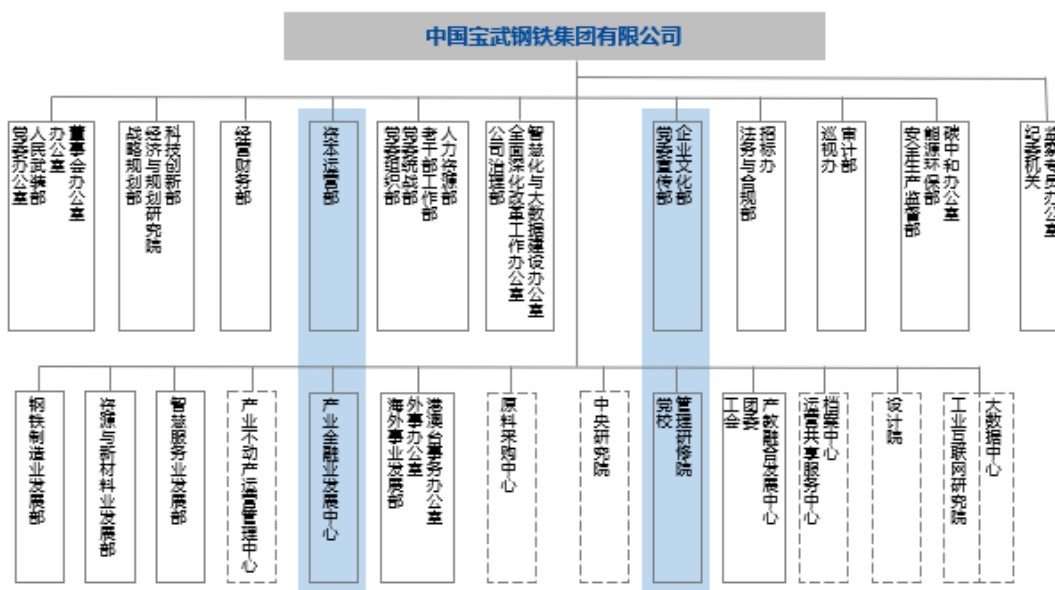 中国宝武钢铁集团有限公司
董事会办公室
办公室
人民武装部
党委办公室
科技创新部
经济与规划研究院
战略规划部
经营财务部
资本运营部
人力资源部
老干部工作部
党委统战部
党委组织部
智慧化与大数据建设办公室
全面深化改革工作办公室
公司治理部
企业文化部
党委宣传部
招标办
法务与合规部
审计部
巡视办
碳中和办公室
能源环保部
安全生产监督部
监察专员办公室
纪委机关
钢铁制造业发展部
资源与新材料业发展部
智慧服务业发展部
产业不动产运营管理中心
产业金融业发展中心
港澳台事务办公室
外事办公室
海外事业发展部
原料采购中心
中央研究院
管理研修院
党校
产教融合发展中心
团委
工会
档案中心
运营共享服务中心
设计院
大数据中心
工业互联网研究院